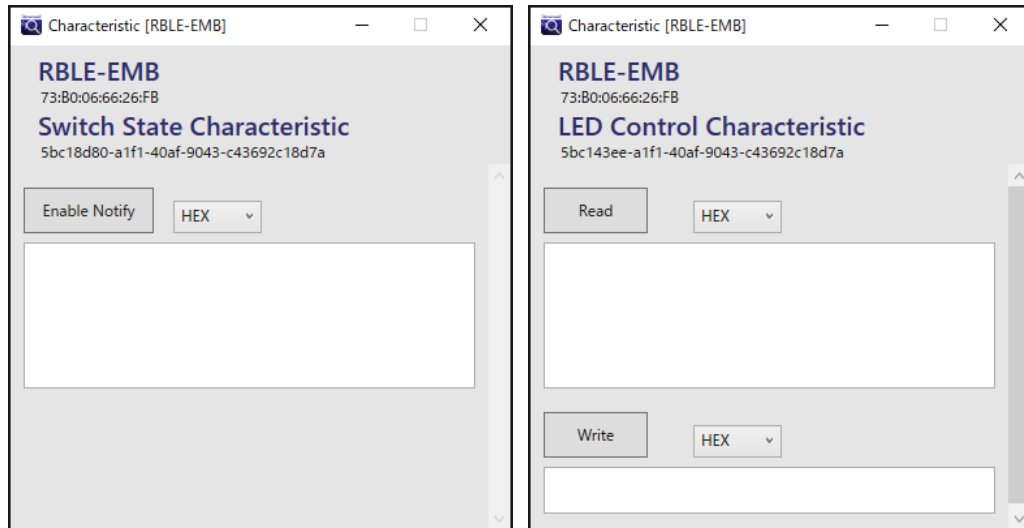 Characteristic [RBLE-EMB]
RBLE-EMB
73:B0:06:66:26:FB
Switch State Characteristic
5bc18d80-a1f1-40af-9043-c43692c18d7a
Enable Notify
HEX
Characteristic [RBLE-EMB]
RBLE-EMB
73:B0:06:66:26:FB
LED Control Characteristic
5bc143ee-a1f1-40af-9043-c43692c18d7a
Read
HEX
Write
HEX